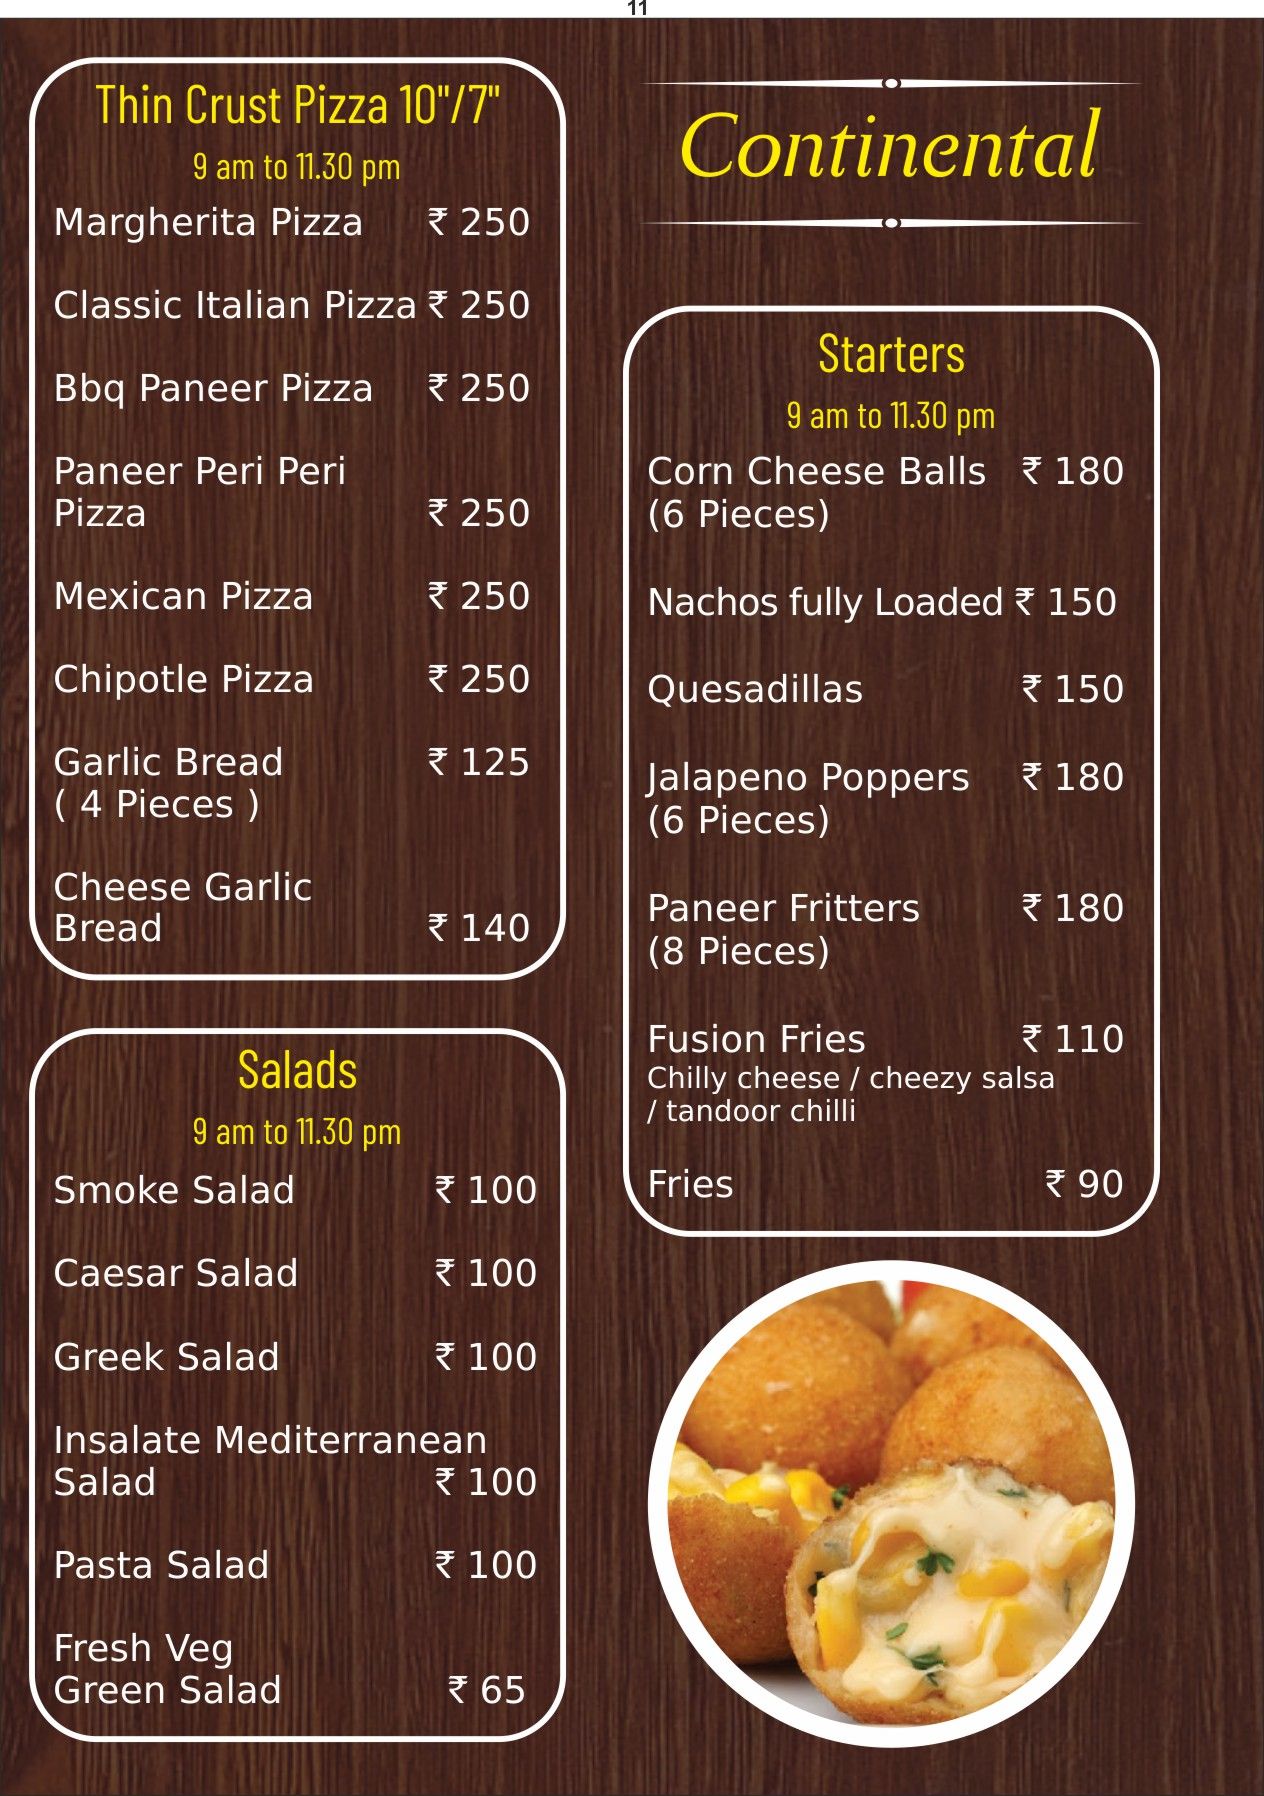 11
Thin Crust Pizza 10"/7"
9 am to 11.30 pm
Margherita Pizza ₹ 250
Classic Italian Pizza ₹ 250
Bbq Paneer Pizza ₹ 250
Paneer Peri Peri
Pizza ₹ 250
Mexican Pizza ₹ 250
Chipotle Pizza ₹ 250
Garlic Bread ₹ 125
( 4 Pieces )
Cheese Garlic
Bread ₹ 140
Salads
9 am to 11.30 pm
Smoke Salad ₹ 100
Caesar Salad ₹ 100
Greek Salad ₹ 100
Insalate Mediterranean
Salad ₹ 100
Pasta Salad ₹ 100
Fresh Veg
Green Salad ₹ 65
Continental
Starters
9 am to 11.30 pm
Corn Cheese Balls ₹ 180
(6 Pieces)
Nachos fully Loaded ₹ 150
Quesadillas ₹ 150
Jalapeno Poppers ₹ 180
(6 Pieces)
Paneer Fritters ₹ 180
(8 Pieces)
Fusion Fries ₹ 110
Chilly cheese / cheezy salsa
/ tandoor chilli
Fries ₹ 90